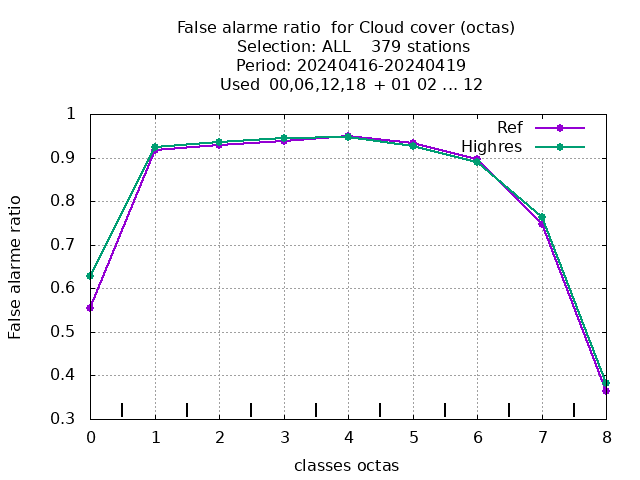 False alarme ratio  for Cloud cover (octas)
Selection: ALL    379 stations
Period: 20240416-20240419
Used  00,06,12,18 + 01 02 ... 12
Ref
Highres
False alarme ratio
1
0.9
0.8
0.7
0.6
0.5
0.4
0.3
0 1 2 3 4 5 6 7 8
classes octas